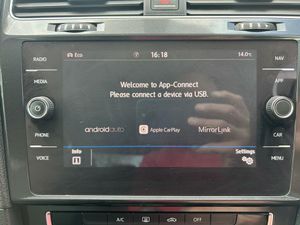 Eco 16:18 14.0°C
RADIO NAV
Welcome to App-Connect
MEDIA Please connect a device via USB. APP
androidauto Apple CarPlay MirrorLink
PHONE CAR
VOICE Info Settings MENU
A/C OFF